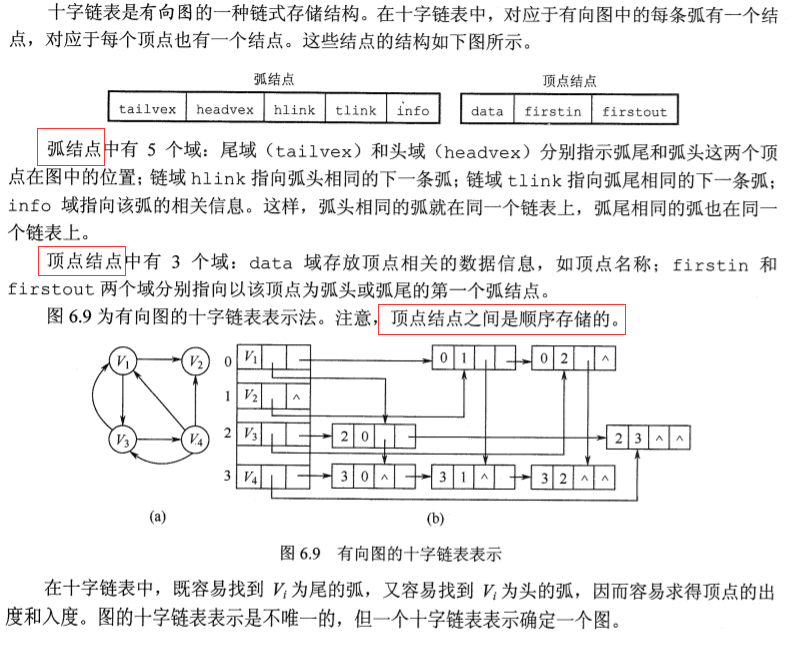 十字链表是有向图的一种链式存储结构。在十字链表中，对应于有向图中的每条弧有一个结
点，对应于每个顶点也有一个结点。这些结点的结构如下图所示。
弧结点 顶点结点
tailvex headvex hlink tlink info data firstin firstout
弧结点中有 5 个域：尾域（tailvex）和头域（headvex）分别指示弧尾和弧头这两个顶
点在图中的位置；链域 hlink 指向弧头相同的下一条弧；链域 tlink 指向弧尾相同的下一条弧；
info 域指向该弧的相关信息。这样，弧头相同的弧就在同一个链表上，弧尾相同的弧也在同一
个链表上。
顶点结点中有 3 个域：data 域存放顶点相关的数据信息，如顶点名称；firstin 和
firstout 两个域分别指向以该顶点为弧头或弧尾的第一个弧结点。
图 6.9 为有向图的十字链表表示法。注意，顶点结点之间是顺序存储的。
V1 V2 0 V1 0 1 0 2 ^
1 V2 ^
V3 V4 2 V3 2 0 2 3 ^ ^
3 V4 3 0 ^ 3 1 ^ 3 2 ^ ^
(a) (b)
图 6.9 有向图的十字链表表示
在十字链表中，既容易找到 Vi 为尾的弧，又容易找到 Vi 为头的弧，因而容易求得顶点的出
度和入度。图的十字链表表示是不唯一的，但一个十字链表表示确定一个图。